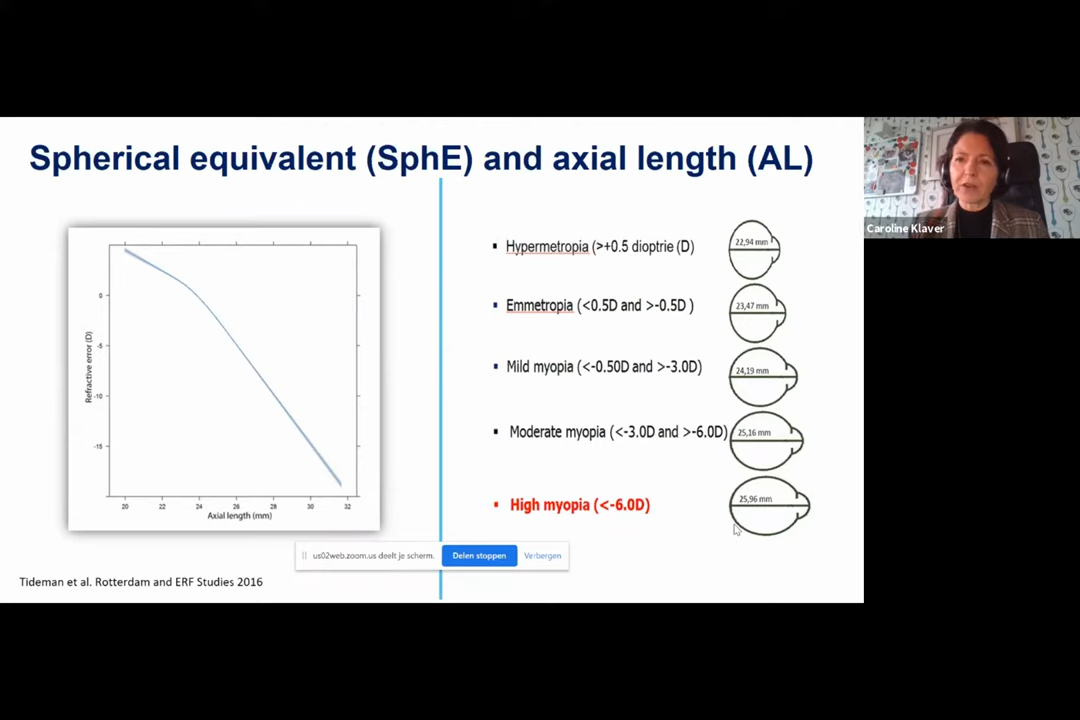 Spherical equivalent (SphE) and axial length (AL)
Caroline Klaver
0
-5
-10
-15
Refractive error (D)
20 22 24 26 28 30 32
Axial length (mm)
▪ Hypermetropia (>+0.5 dioptrie (D)
22,94 mm
▪ Emmetropia (<0.5D and >-0.5D )
23,47 mm
▪ Mild myopia (<-0.50D and >-3.0D)
24,19 mm
▪ Moderate myopia (<-3.0D and >-6.0D)
25,16 mm
▪ High myopia (<-6.0D)
25,96 mm
us02web.zoom.us deelt je scherm. Delen stoppen Verbergen
Tideman et al. Rotterdam and ERF Studies 2016